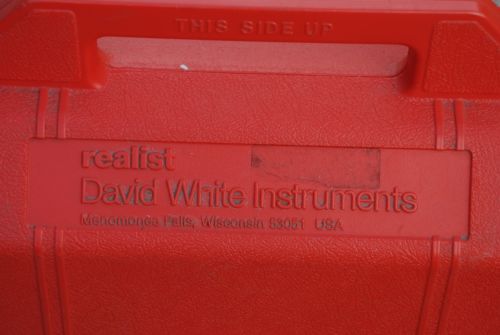 THIS SIDE UP
realist
David White Instruments
Menomonee Falls, Wisconsin 53051 USA